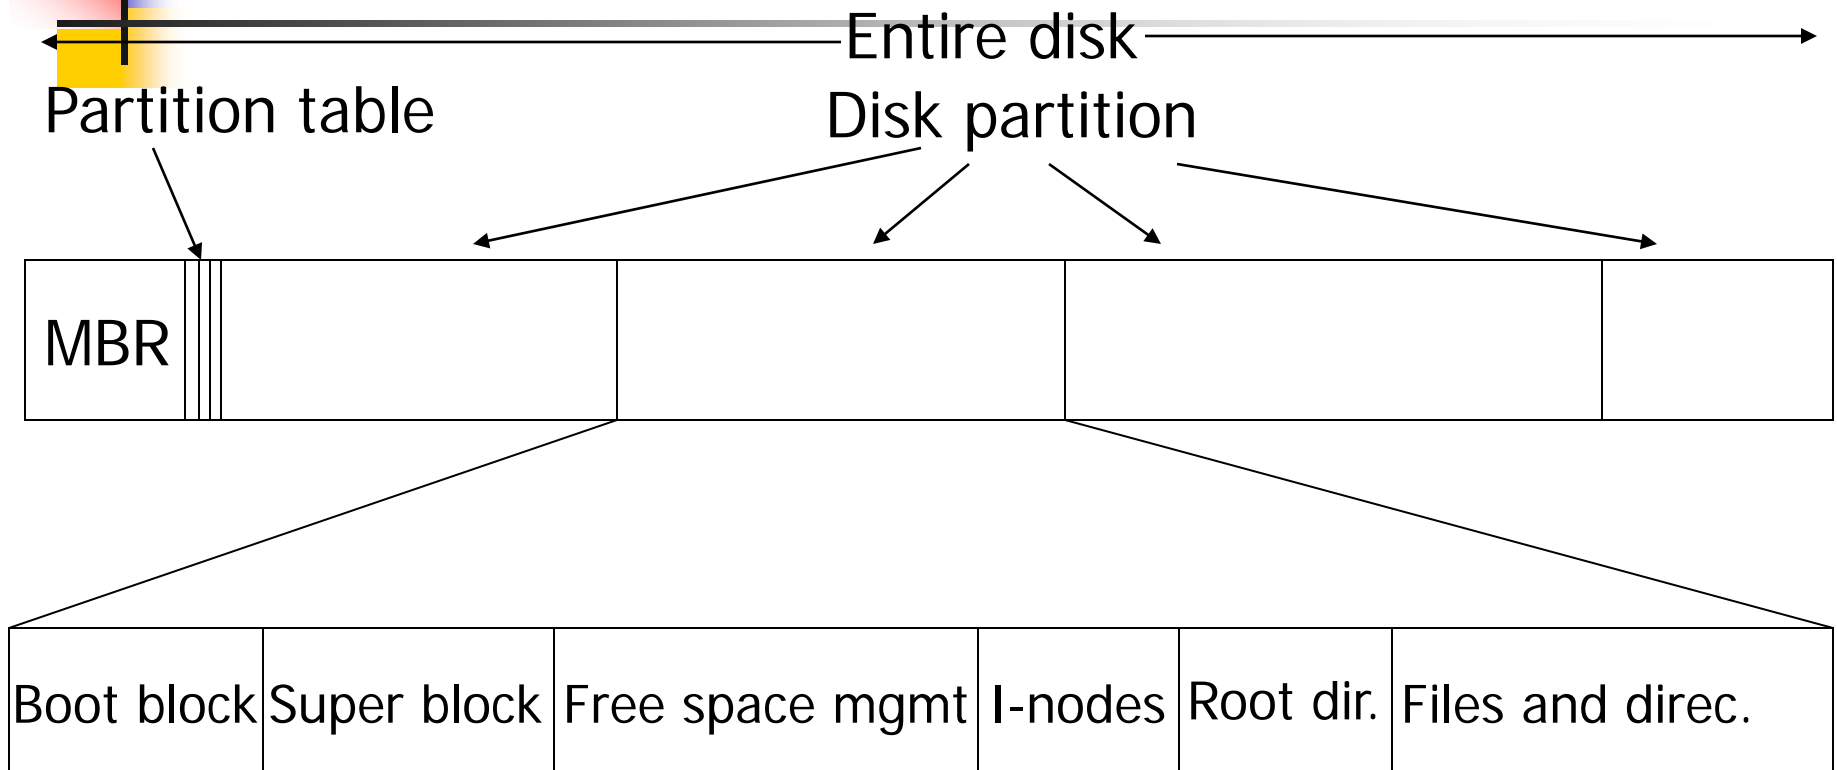 Entire disk
Partition table
Disk partition
MBR
Boot block
Super block
Free space mgmt
I-nodes
Root dir.
Files and direc.